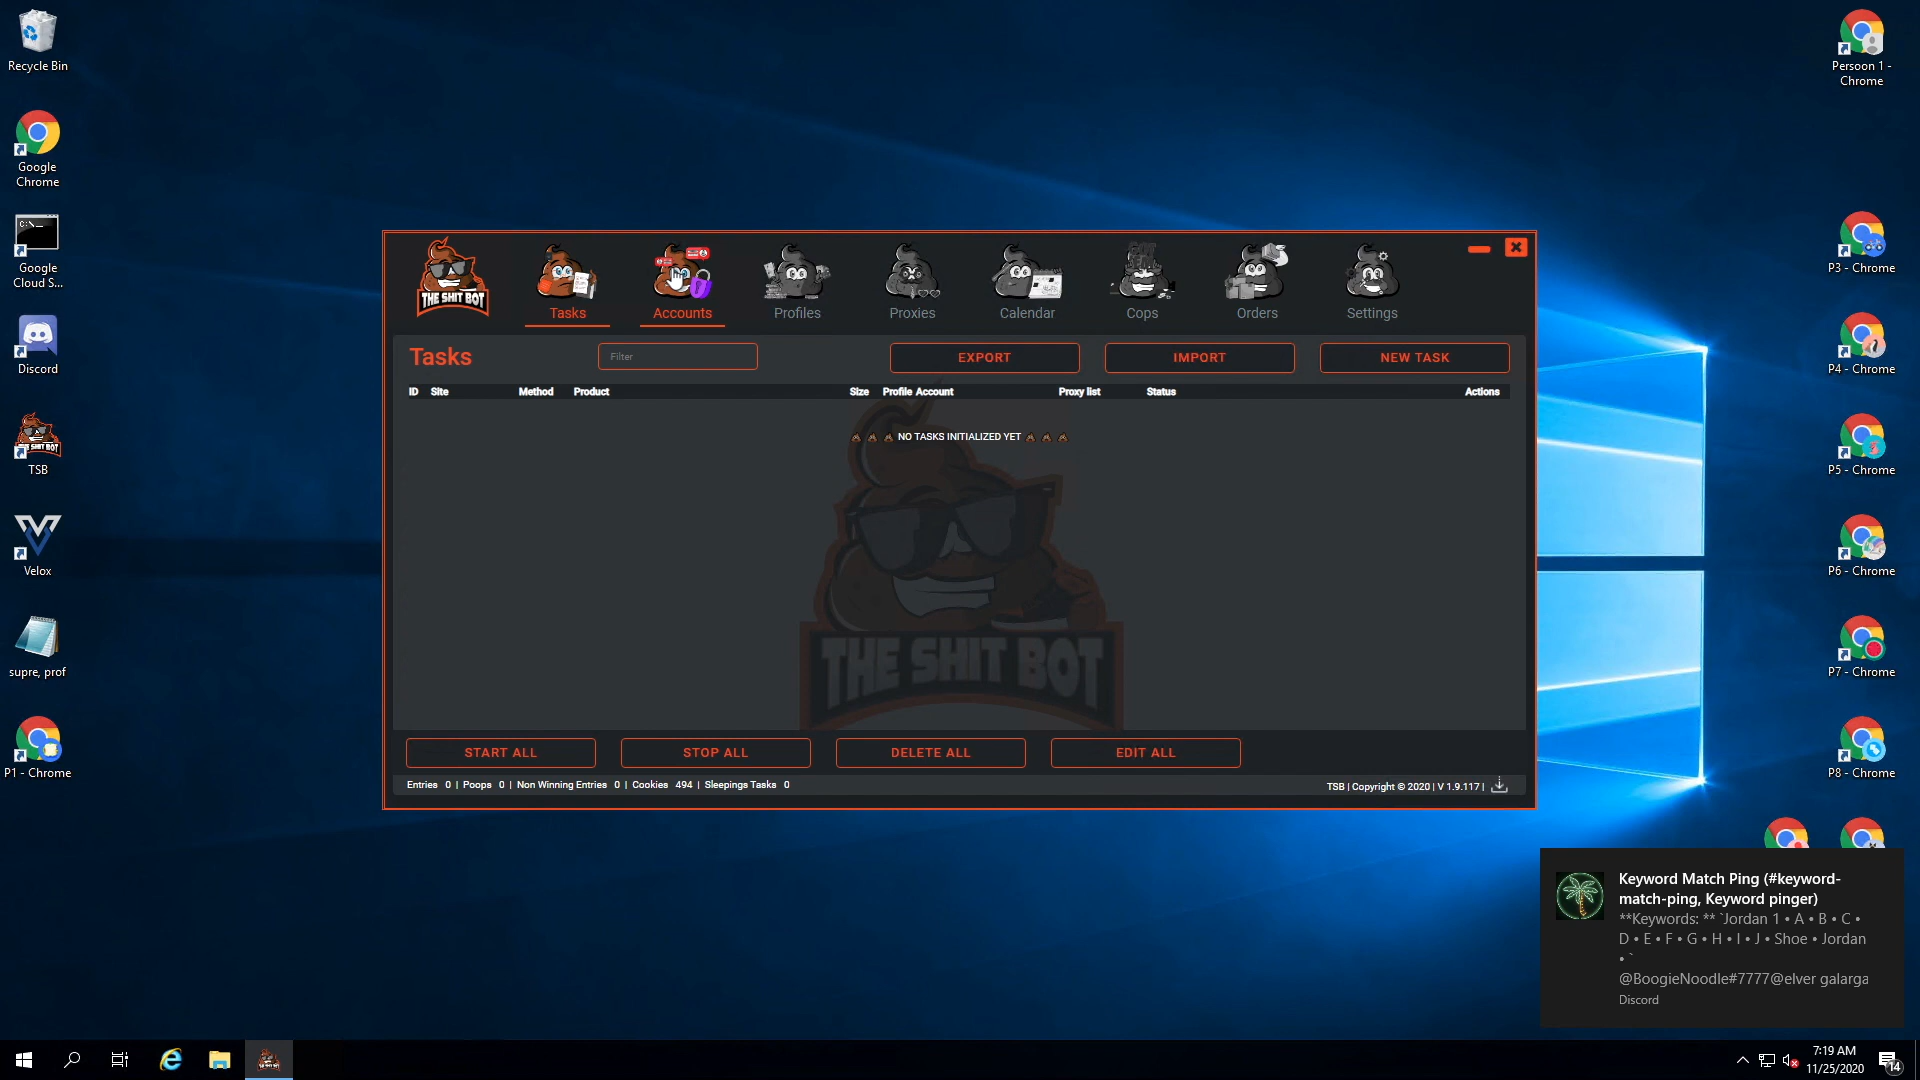 Recycle Bin
Google
Chrome
C:\._
Google
Cloud S...
Discord
TSB
Velox
supre, prof
P1 - Chrome
THE SHIT BOT
Tasks
Accounts
Profiles
Proxies
Calendar
Cops
Orders
Settings
Tasks
Filter
EXPORT
IMPORT
NEW TASK
ID Site Method Product Size Profile Account Proxy list Status Actions
NO TASKS INITIALIZED YET
THE SHIT BOT
START ALL
STOP ALL
DELETE ALL
EDIT ALL
Entries 0 | Poops 0 | Non Winning Entries 0 | Cookies 494 | Sleepings Tasks 0
TSB | Copyright © 2020 | V 1.9.117 |
Persoon 1 -
Chrome
P3 - Chrome
P4 - Chrome
P5 - Chrome
P6 - Chrome
P7 - Chrome
P8 - Chrome
Keyword Match Ping (#keyword-
match-ping, Keyword pinger)
**Keywords: ** `Jordan 1 • A • B • C •
D • E • F • G • H • I • J • Shoe • Jordan
• `
@BoogieNoodle#7777@elver galarga
Discord
7:19 AM
11/25/2020
14